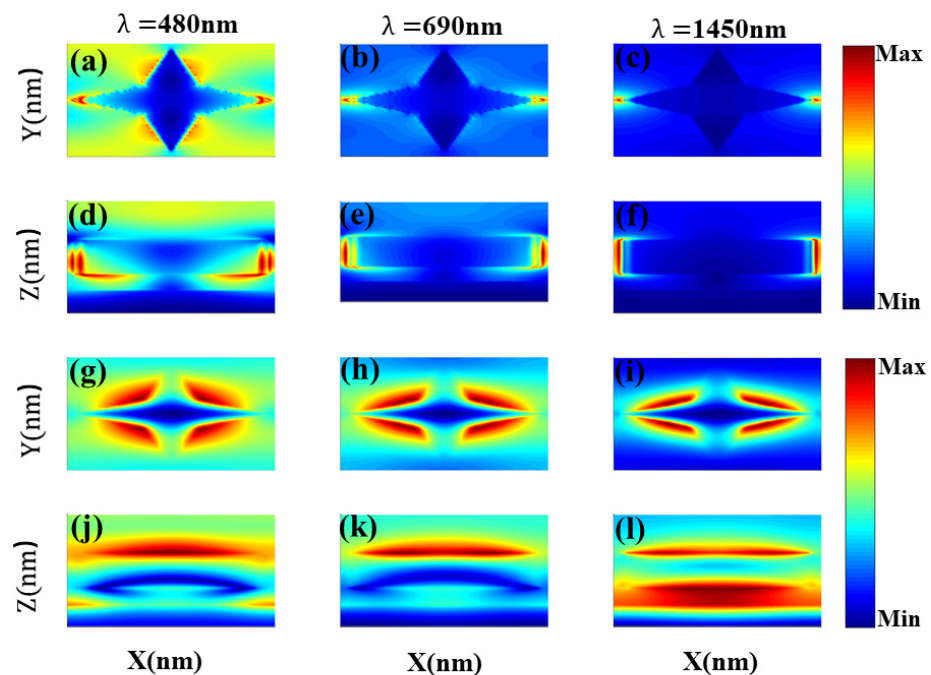 λ =480nm λ =690nm λ =1450nm
(a) (b) (c) Max
Y(nm)
(d) (e) (f)
Z(nm)
Min
(g) (h) (i) Max
Y(nm)
(j) (k) (l)
Z(nm)
Min
X(nm) X(nm) X(nm)